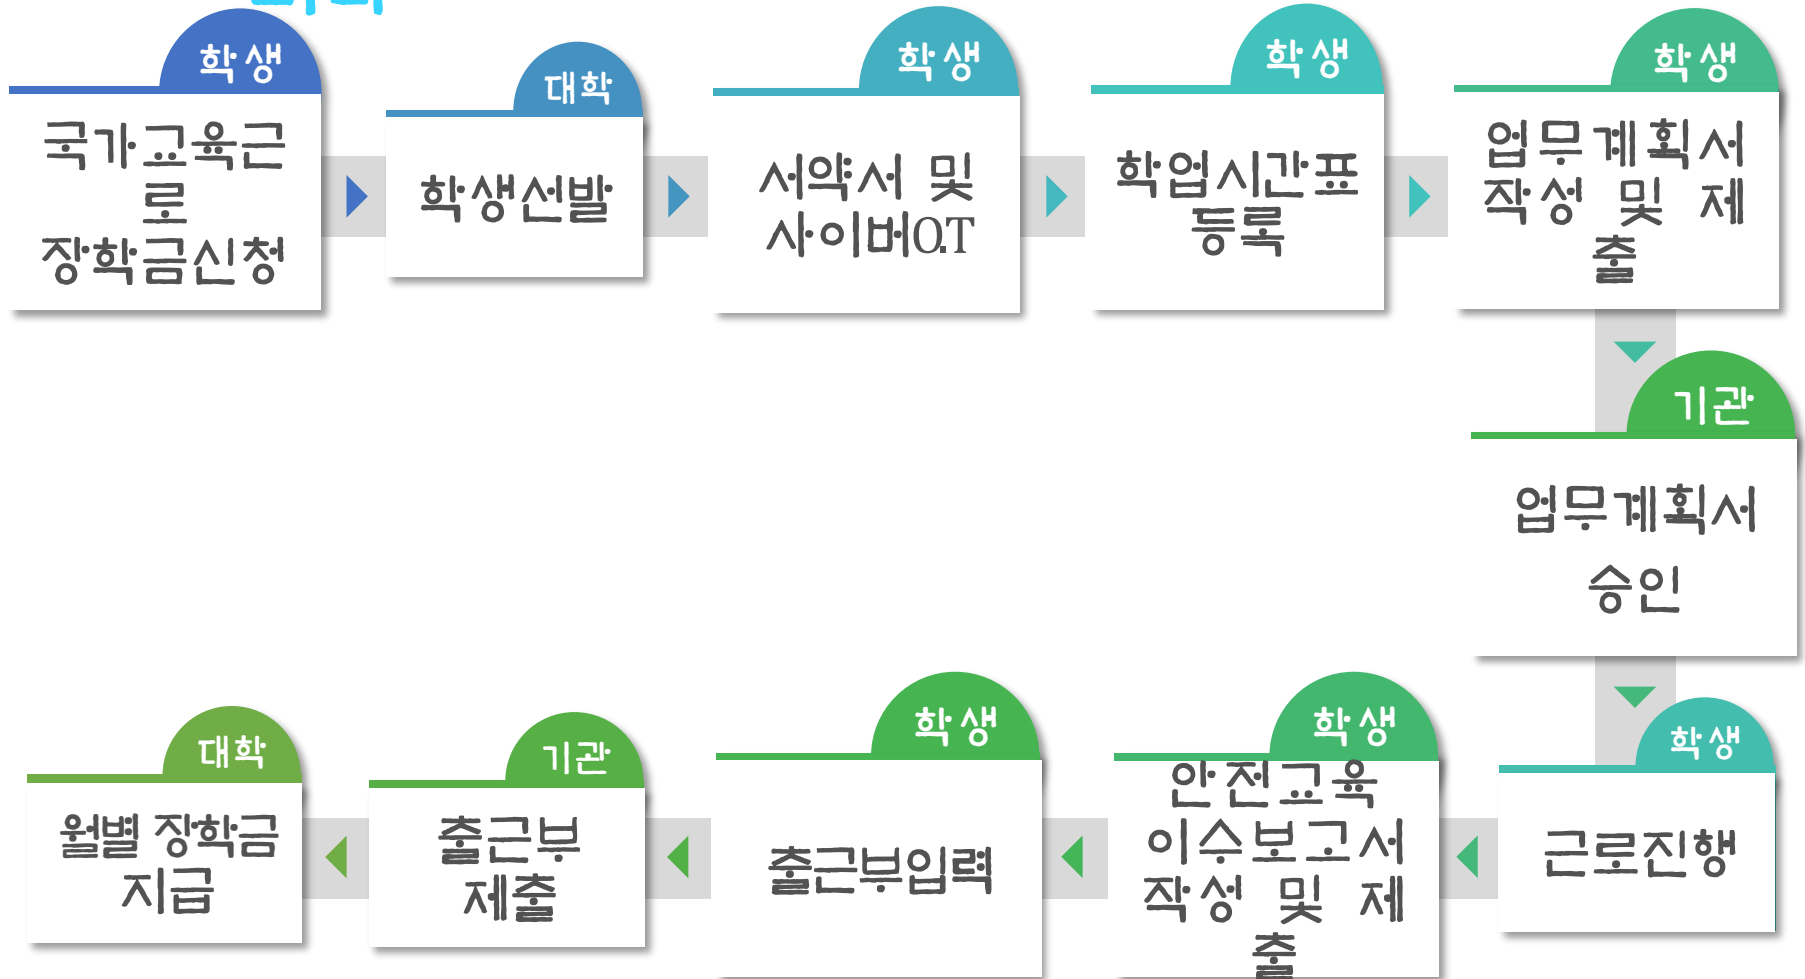 학생
국가교육근
로
장학금신청
대학
학생선발
학생
서약서 및
사이버O.T
학생
학업시간표
등록
학생
업무계획서
작성 및 제
출
기관
업무계획서
승인
학생
근로진행
학생
안전교육
이수보고서
작성 및 제
출
학생
출근부입력
기관
출근부
제출
대학
월별 장학금
지급